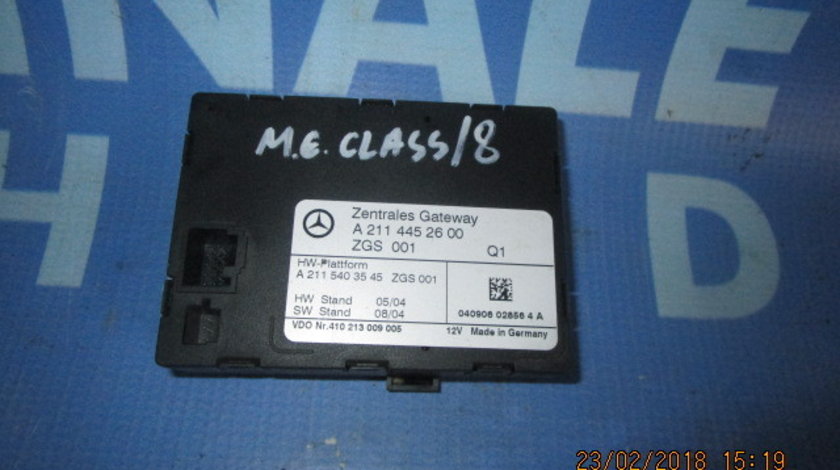 ANALE
H D
M.E. CLASS/8
Zentrales Gateway
A 211 445 26 00
ZGS 001 Q1
HW-Plattform
A 211 540 35 45 ZGS 001
HW Stand 05/04
SW Stand 08/04
040906 02856 4 A
VDO Nr.410 213 009 005 12V Made in Germany
23/02/2018 15:19